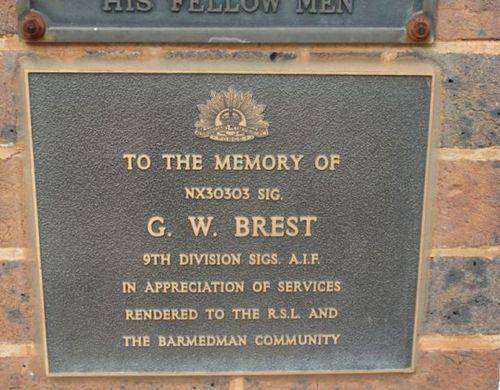 HIS FELLOW MEN
TO THE MEMORY OF
NX30303 SIG.
G. W. BREST
9TH DIVISION SIGS. A.I.F.
IN APPRECIATION OF SERVICES
RENDERED TO THE R.S.L. AND
THE BARMEDMAN COMMUNITY